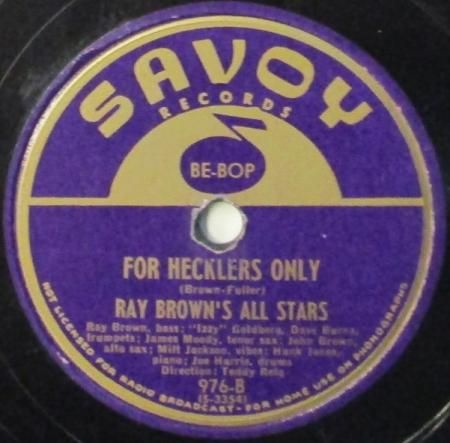 SAVOY
RECORDS
BE-BOP
FOR HECKLERS ONLY
(Brown-Fuller)
RAY BROWN'S ALL STARS
Ray Brown, bass; "Izzy" Goldberg, Dave Burns,
trumpets; James Moody, tenor sax; John Brown,
alto sax; Milt Jackson, vibes; Hank Jones,
piano; Joe Harris, drums
Direction: Teddy Reig
976-B
(S-3354)
NOT LICENSED FOR RADIO BROADCAST-FOR HOME USE ON PHONOGRAPHS